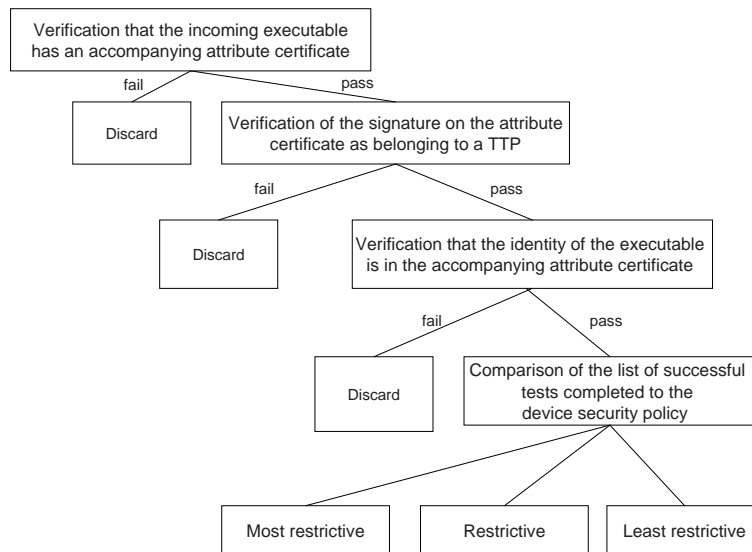 Verification that the incoming executable
has an accompanying attribute certificate
fail
pass
Discard
Verification of the signature on the attribute
certificate as belonging to a TTP
fail
pass
Discard
Verification that the identity of the executable
is in the accompanying attribute certificate
fail
pass
Discard
Comparison of the list of successful
tests completed to the
device security policy
Most restrictive
Restrictive
Least restrictive